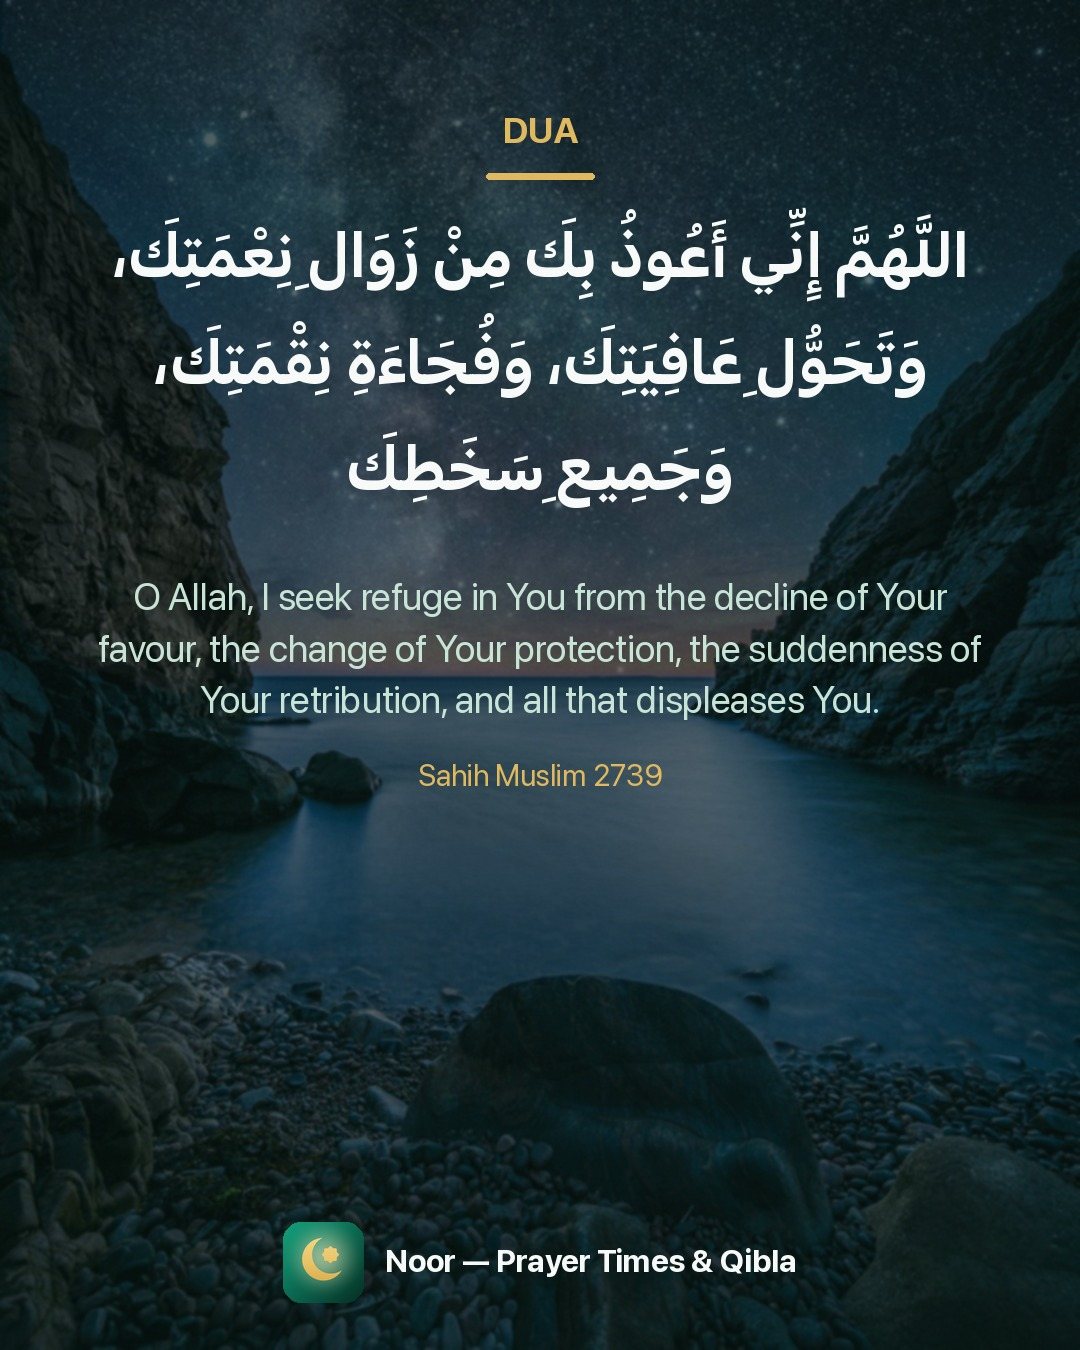 DUA
اللَّهُمَّ إِنِّي أَعُوذُ بِكَ مِنْ زَوَالِ نِعْمَتِكَ،
وَتَحَوُّلِ عَافِيَتِكَ، وَفُجَاءَةِ نِقْمَتِكَ،
وَجَمِيعِ سَخَطِكَ
O Allah, I seek refuge in You from the decline of Your
favour, the change of Your protection, the suddenness of
Your retribution, and all that displeases You.
Sahih Muslim 2739
Noor — Prayer Times & Qibla